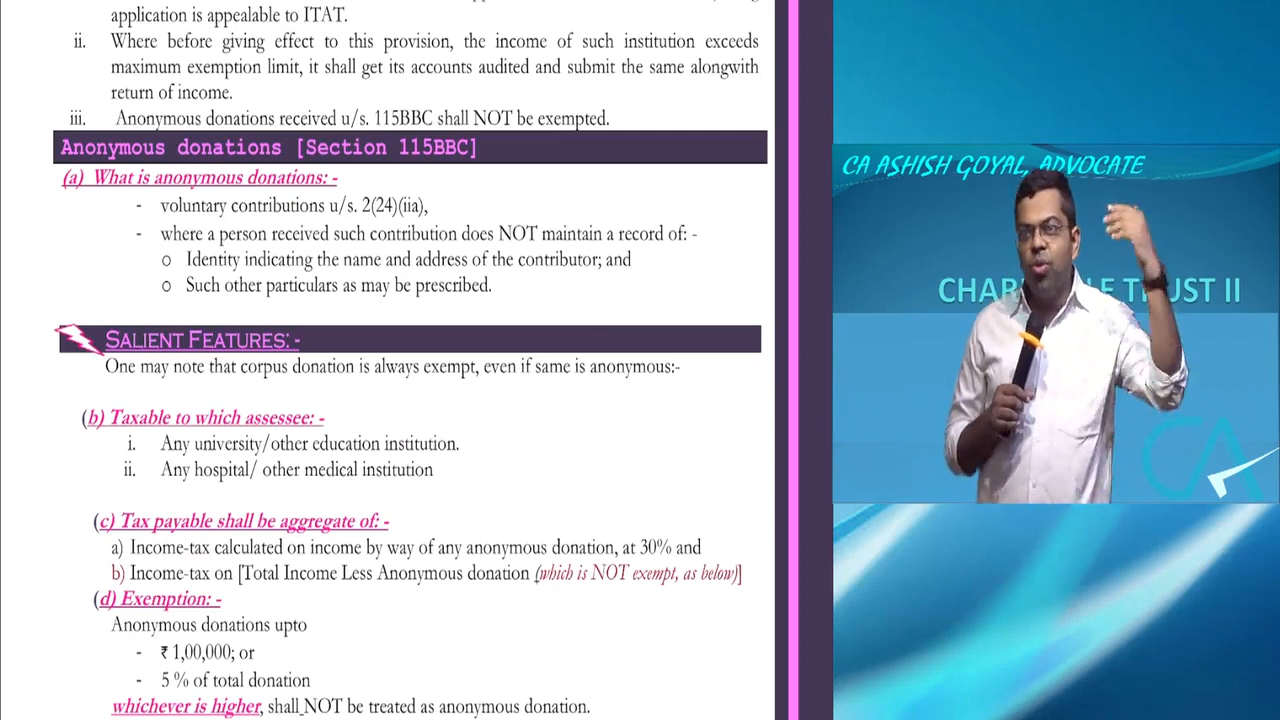 application is appealable to ITAT.
ii. Where before giving effect to this provision, the income of such institution exceeds
maximum exemption limit, it shall get its accounts audited and submit the same alongwith
return of income.
iii. Anonymous donations received u/s. 115BBC shall NOT be exempted.
Anonymous donations [Section 115BBC]
(a) What is anonymous donations: -
- voluntary contributions u/s. 2(24)(iia),
- where a person received such contribution does NOT maintain a record of: -
o Identity indicating the name and address of the contributor; and
o Such other particulars as may be prescribed.
SALIENT FEATURES: -
One may note that corpus donation is always exempt, even if same is anonymous:-
(b) Taxable to which assessee: -
i. Any university/other education institution.
ii. Any hospital/ other medical institution
(c) Tax payable shall be aggregate of: -
a) Income-tax calculated on income by way of any anonymous donation, at 30% and
b) Income-tax on [Total Income Less Anonymous donation (which is NOT exempt, as below)]
(d) Exemption: -
Anonymous donations upto
- ₹ 1,00,000; or
- 5 % of total donation
whichever is higher, shall NOT be treated as anonymous donation.
CA ASHISH GOYAL, ADVOCATE
II
CA